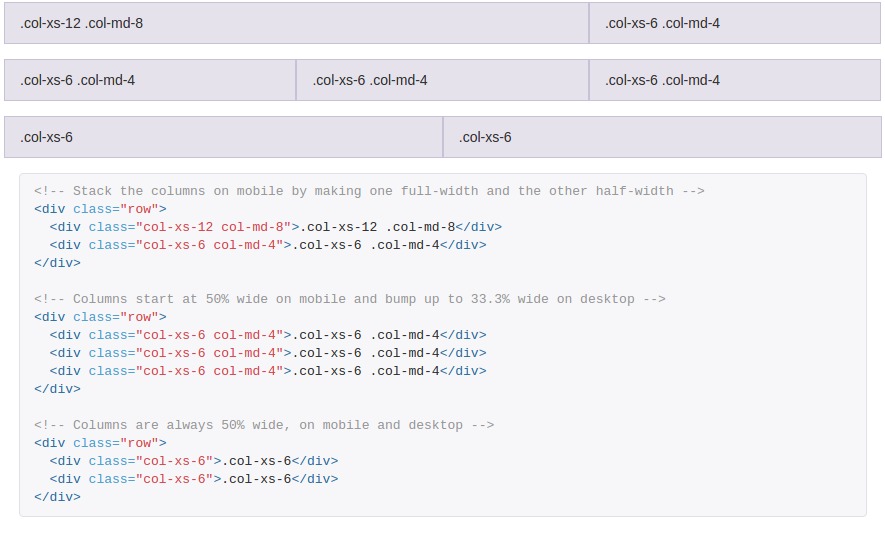 .col-xs-12 .col-md-8 .col-xs-6 .col-md-4
.col-xs-6 .col-md-4 .col-xs-6 .col-md-4 .col-xs-6 .col-md-4
.col-xs-6 .col-xs-6
<!-- Stack the columns on mobile by making one full-width and the other half-width -->
<div class="row">
  <div class="col-xs-12 col-md-8">.col-xs-12 .col-md-8</div>
  <div class="col-xs-6 col-md-4">.col-xs-6 .col-md-4</div>
</div>

<!-- Columns start at 50% wide on mobile and bump up to 33.3% wide on desktop -->
<div class="row">
  <div class="col-xs-6 col-md-4">.col-xs-6 .col-md-4</div>
  <div class="col-xs-6 col-md-4">.col-xs-6 .col-md-4</div>
  <div class="col-xs-6 col-md-4">.col-xs-6 .col-md-4</div>
</div>

<!-- Columns are always 50% wide, on mobile and desktop -->
<div class="row">
  <div class="col-xs-6">.col-xs-6</div>
  <div class="col-xs-6">.col-xs-6</div>
</div>